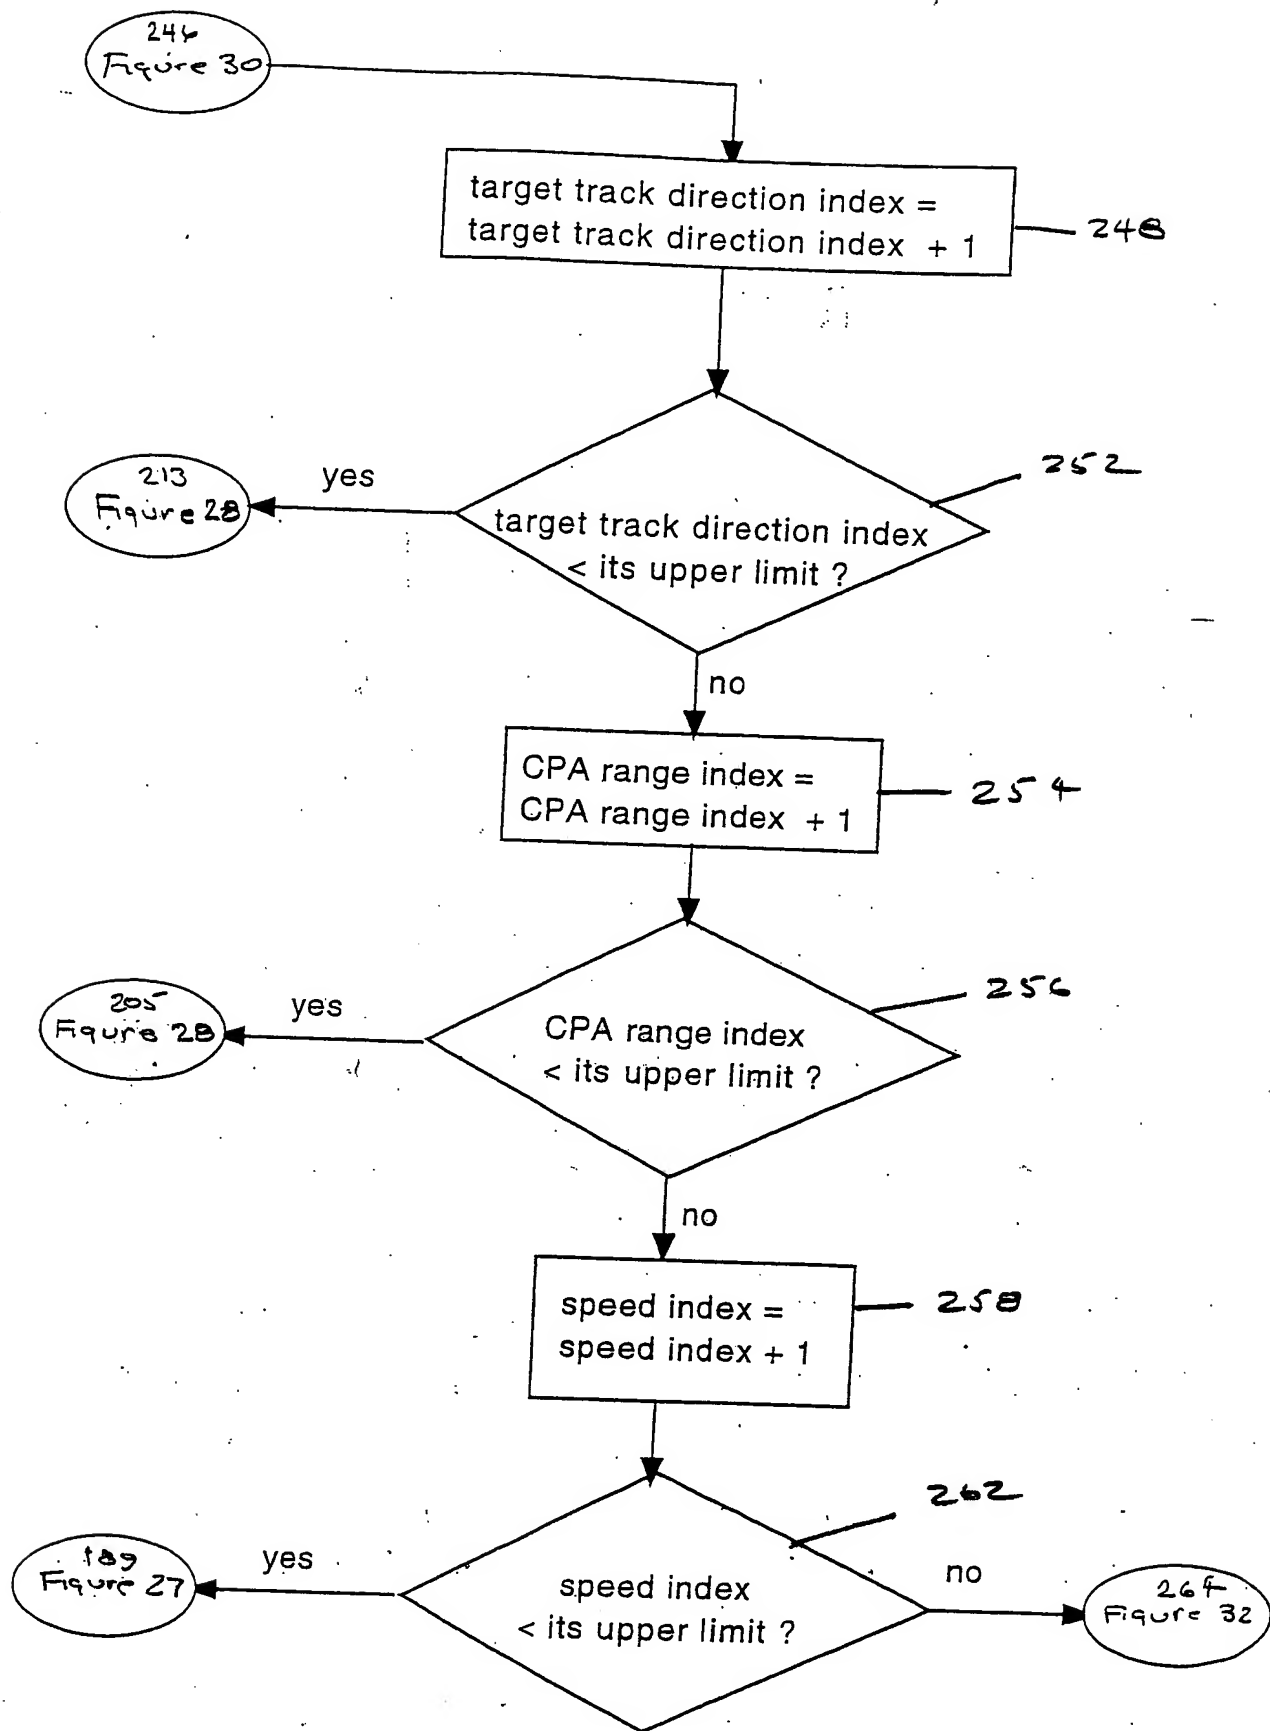 246
Figure 30
target track direction index =
target track direction index + 1
248
252
213
Figure 28
yes
target track direction index
< its upper limit ?
no
CPA range index =
CPA range index + 1
254
256
205
Figure 28
yes
CPA range index
< its upper limit ?
no
speed index =
speed index + 1
258
262
189
Figure 27
yes
speed index
< its upper limit ?
no
264
Figure 32